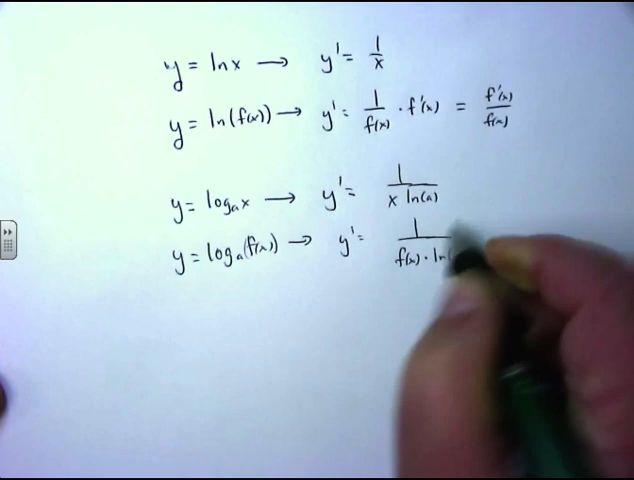 y = ln x → y' = 1/x
y = ln(f(x)) → y' = 1/f(x) · f'(x) = f'(x)/f(x)
y = logₐx → y' = 1/x ln(a)
y = logₐ(f(x)) → y' = 1/f(x) · ln(